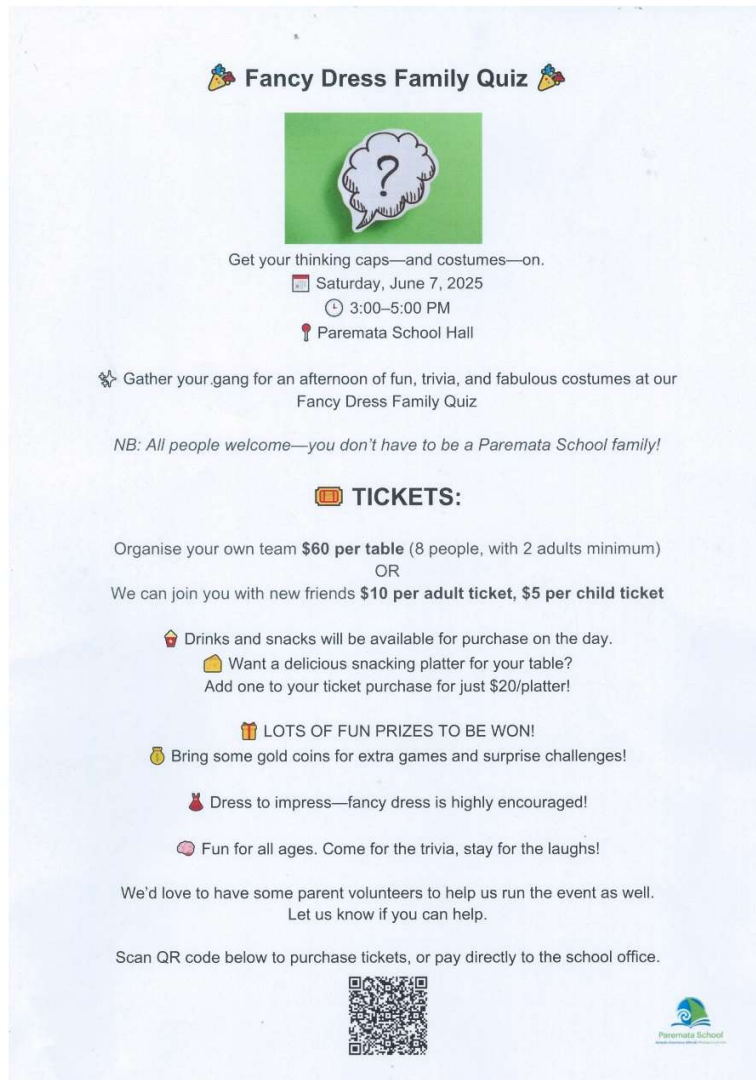 Fancy Dress Family Quiz
?
Get your thinking caps—and costumes—on.
Saturday, June 7, 2025
3:00–5:00 PM
Paremata School Hall
Gather your gang for an afternoon of fun, trivia, and fabulous costumes at our
Fancy Dress Family Quiz
NB: All people welcome—you don't have to be a Paremata School family!
TICKETS:
Organise your own team $60 per table (8 people, with 2 adults minimum)
OR
We can join you with new friends $10 per adult ticket, $5 per child ticket
Drinks and snacks will be available for purchase on the day.
Want a delicious snacking platter for your table?
Add one to your ticket purchase for just $20/platter!
LOTS OF FUN PRIZES TO BE WON!
Bring some gold coins for extra games and surprise challenges!
Dress to impress—fancy dress is highly encouraged!
Fun for all ages. Come for the trivia, stay for the laughs!
We'd love to have some parent volunteers to help us run the event as well.
Let us know if you can help.
Scan QR code below to purchase tickets, or pay directly to the school office.
Paremata School